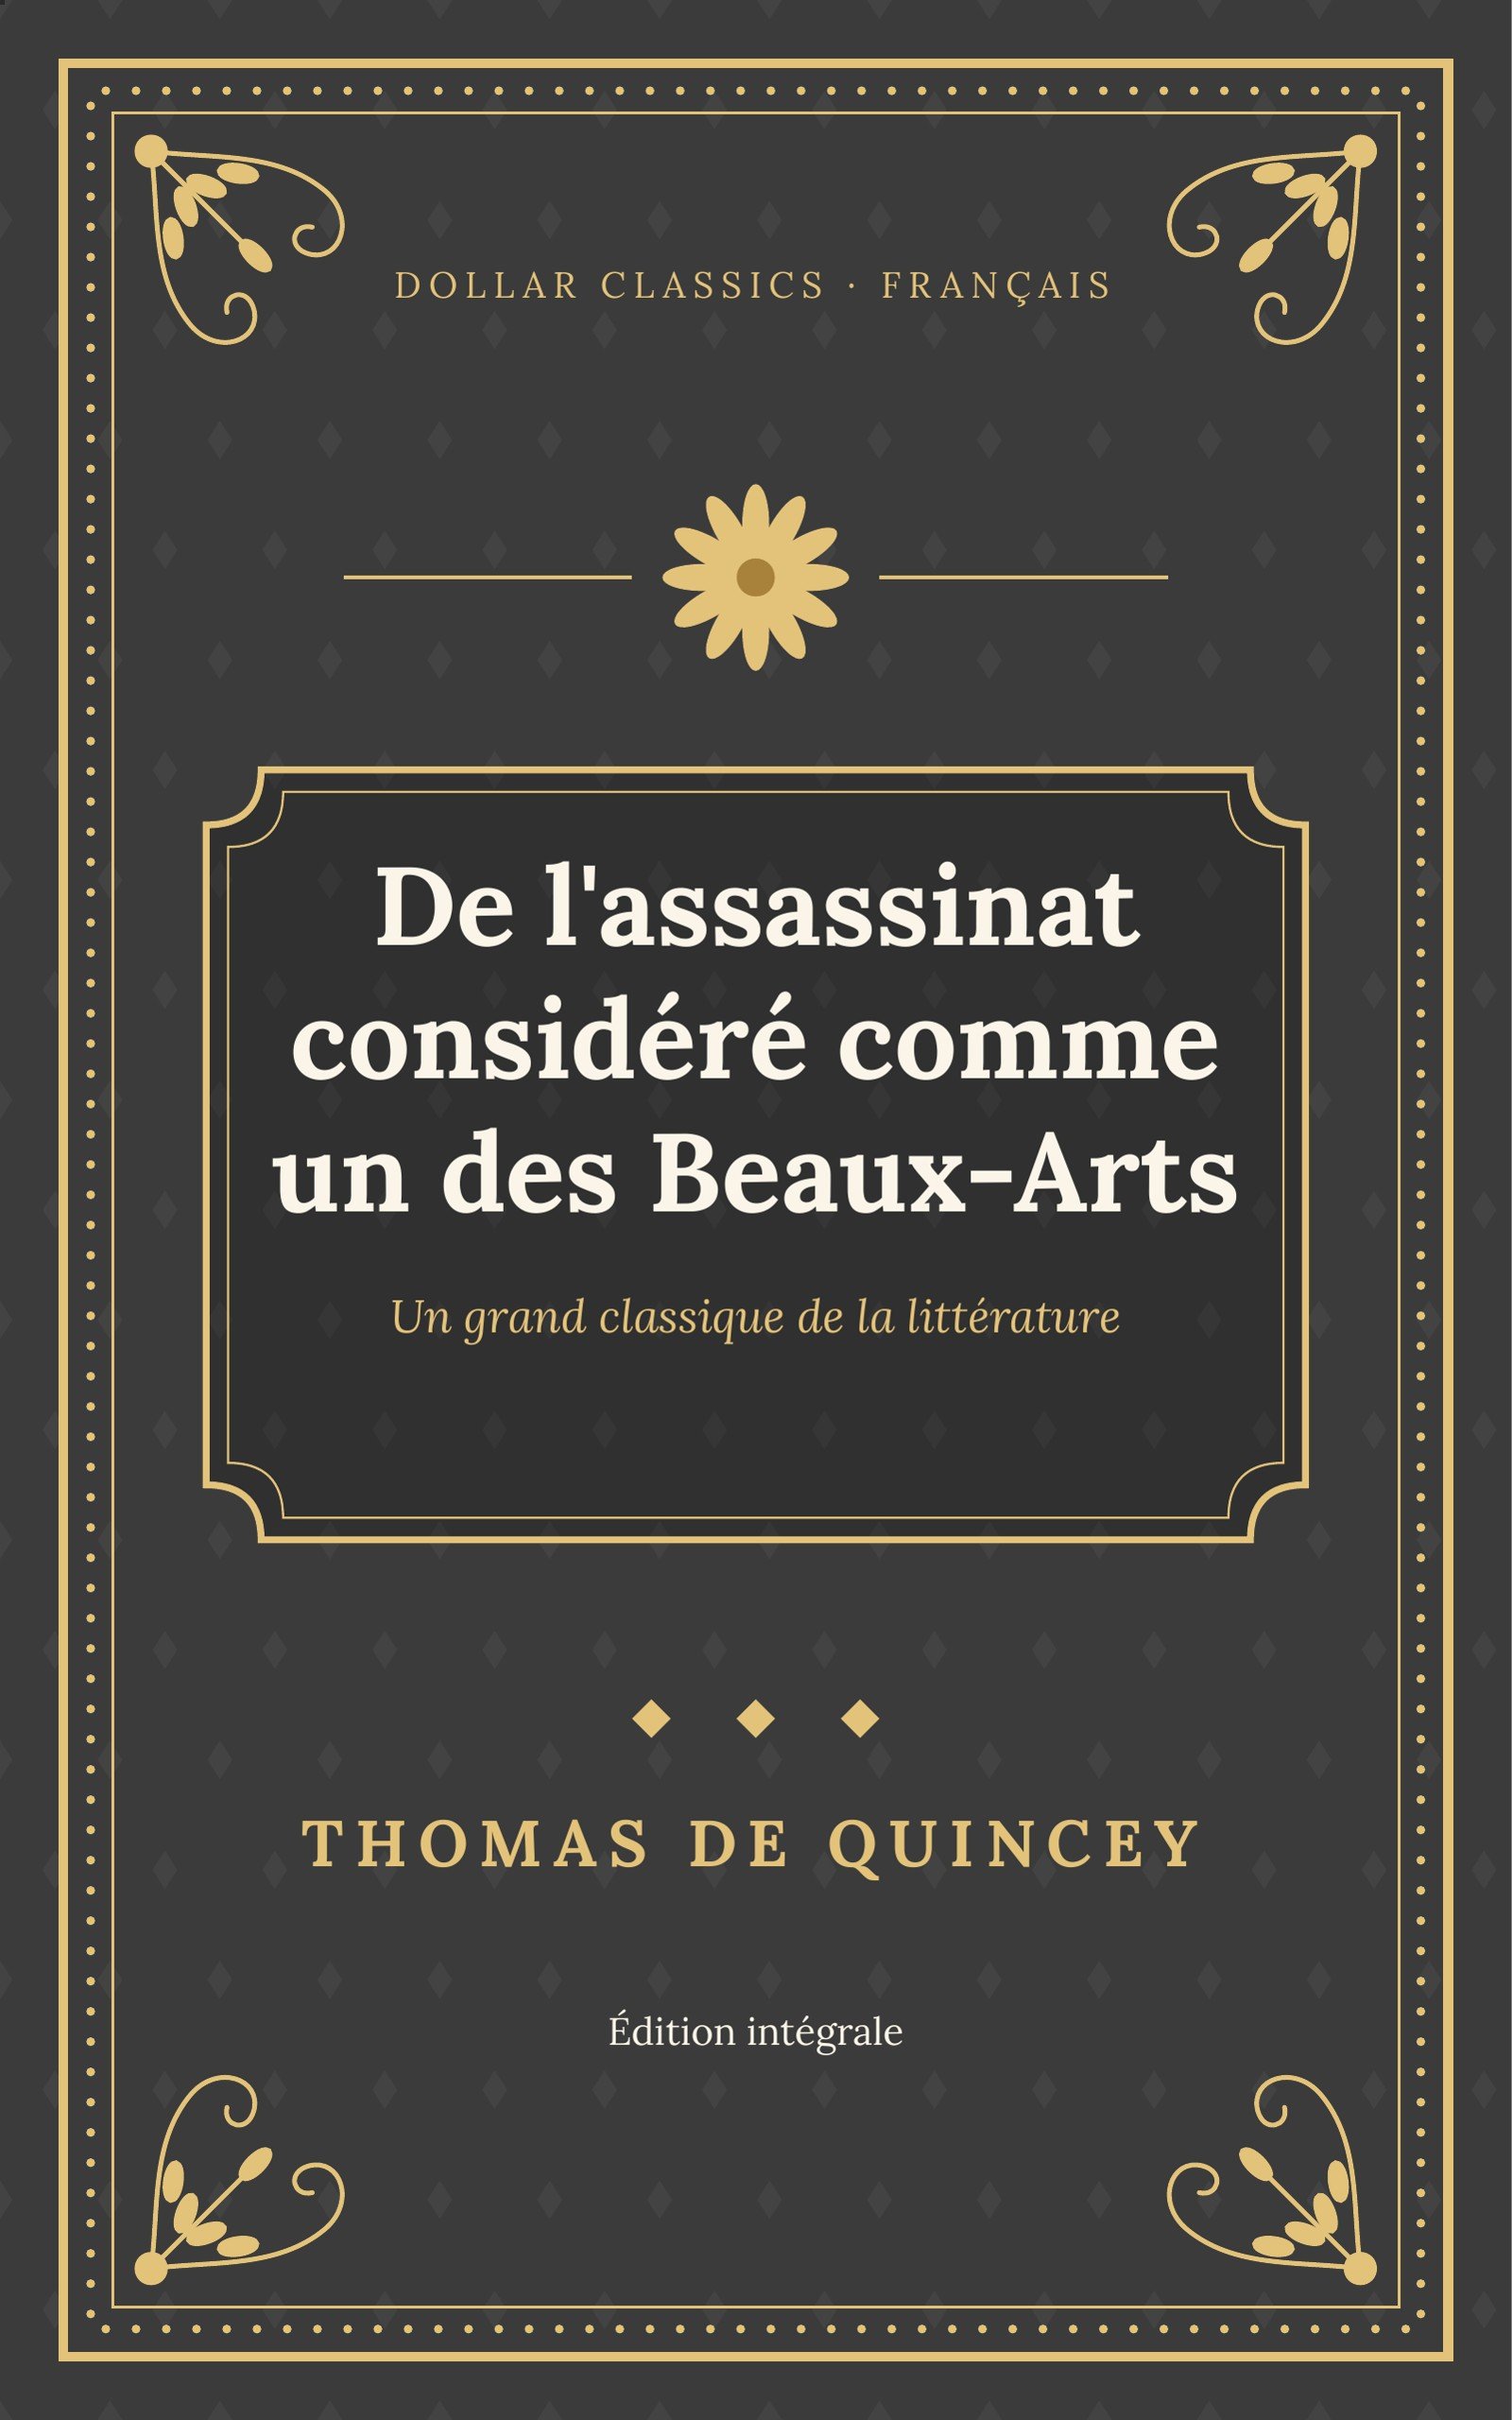 DOLLAR CLASSICS · FRANÇAIS
De l'assassinat
considéré comme
un des Beaux-Arts
Un grand classique de la littérature
THOMAS DE QUINCEY
Édition intégrale